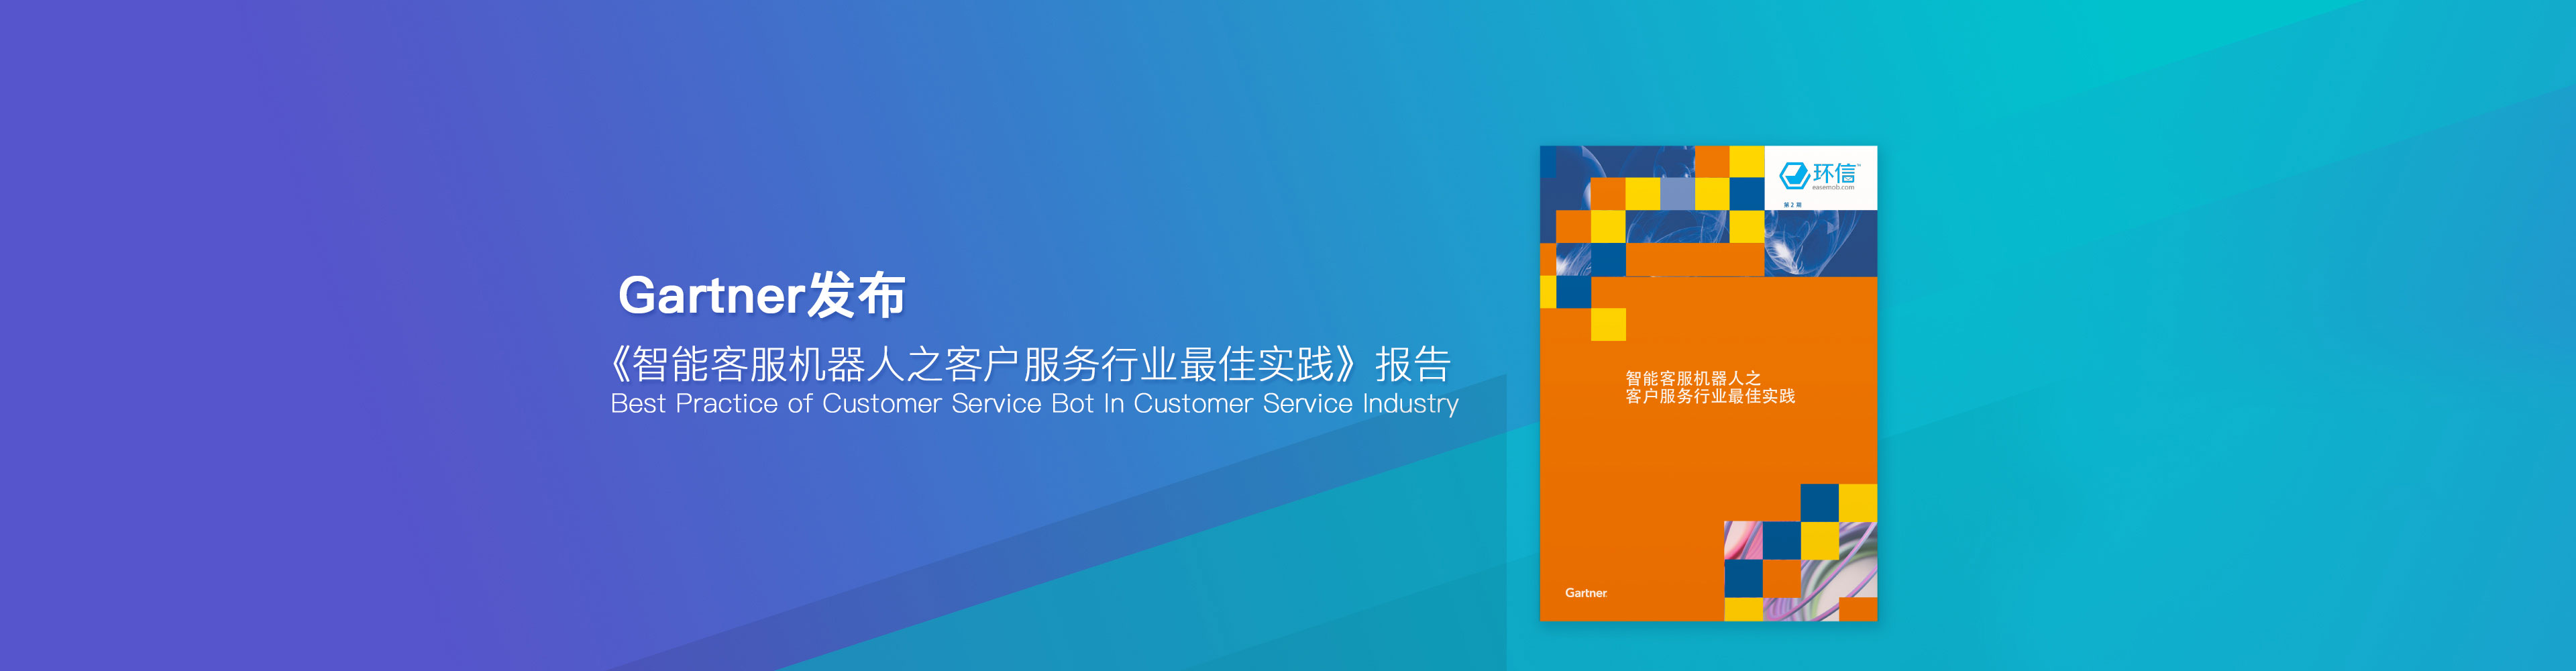 Gartner发布
《智能客服机器人之客户服务行业最佳实践》报告
Best Practice of Customer Service Bot In Customer Service Industry
环信™
easemob.com
第 2 期
智能客服机器人之
客户服务行业最佳实践
Gartner